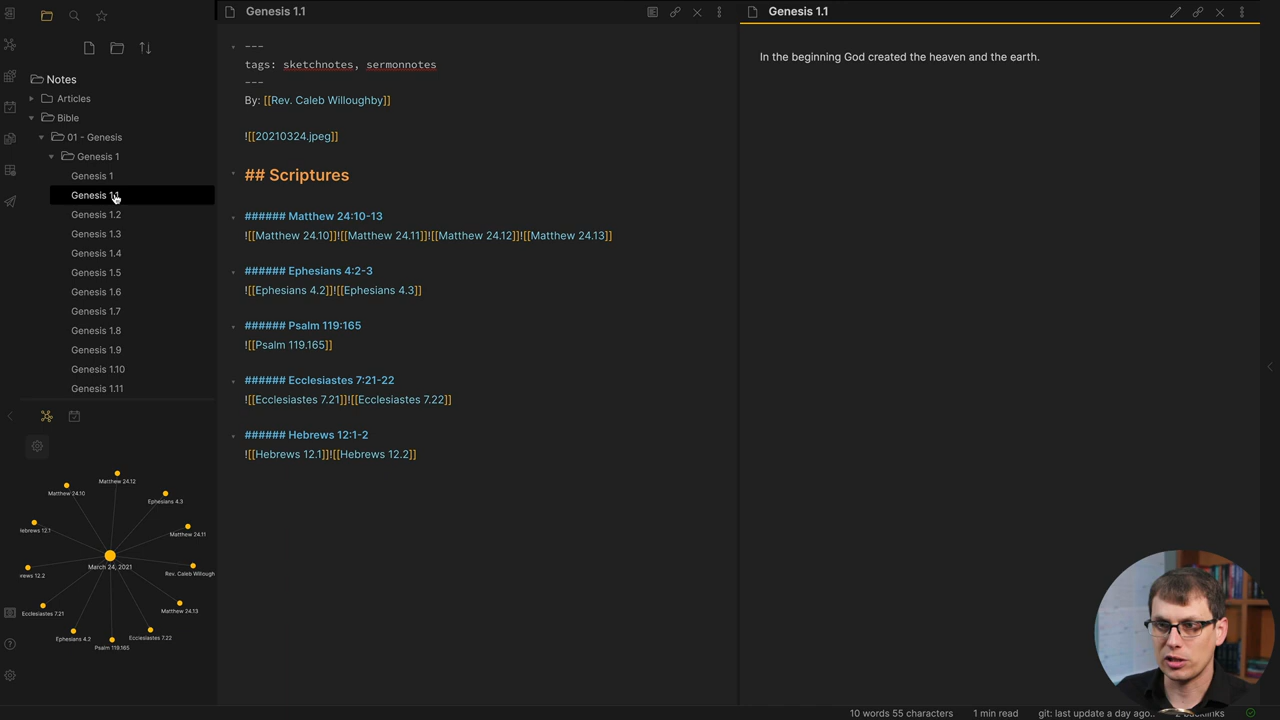 Notes
Articles
Bible
01 - Genesis
Genesis 1
Genesis 1
Genesis 1.1
Genesis 1.2
Genesis 1.3
Genesis 1.4
Genesis 1.5
Genesis 1.6
Genesis 1.7
Genesis 1.8
Genesis 1.9
Genesis 1.10
Genesis 1.11
Matthew 24.12
Matthew 24.10
Ephesians 4.3
Hebrews 12.1
Matthew 24.11
March 24, 2021
Rev. Caleb Willough
rews 12.2
Ecclesiastes 7.21
Matthew 24.13
Ephesians 4.2
Ecclesiastes 7.22
Psalm 119.165
Genesis 1.1
---
tags: sketchnotes, sermonnotes
---
By: [[Rev. Caleb Willoughby]]
![[20210324.jpeg]]
## Scriptures
###### Matthew 24:10-13
![[Matthew 24.10]]![[Matthew 24.11]]![[Matthew 24.12]]![[Matthew 24.13]]
###### Ephesians 4:2-3
![[Ephesians 4.2]]![[Ephesians 4.3]]
###### Psalm 119:165
![[Psalm 119.165]]
###### Ecclesiastes 7:21-22
![[Ecclesiastes 7.21]]![[Ecclesiastes 7.22]]
###### Hebrews 12:1-2
![[Hebrews 12.1]]![[Hebrews 12.2]]
Genesis 1.1
In the beginning God created the heaven and the earth.
10 words 55 characters 1 min read git: last update a day ago.. backlinks